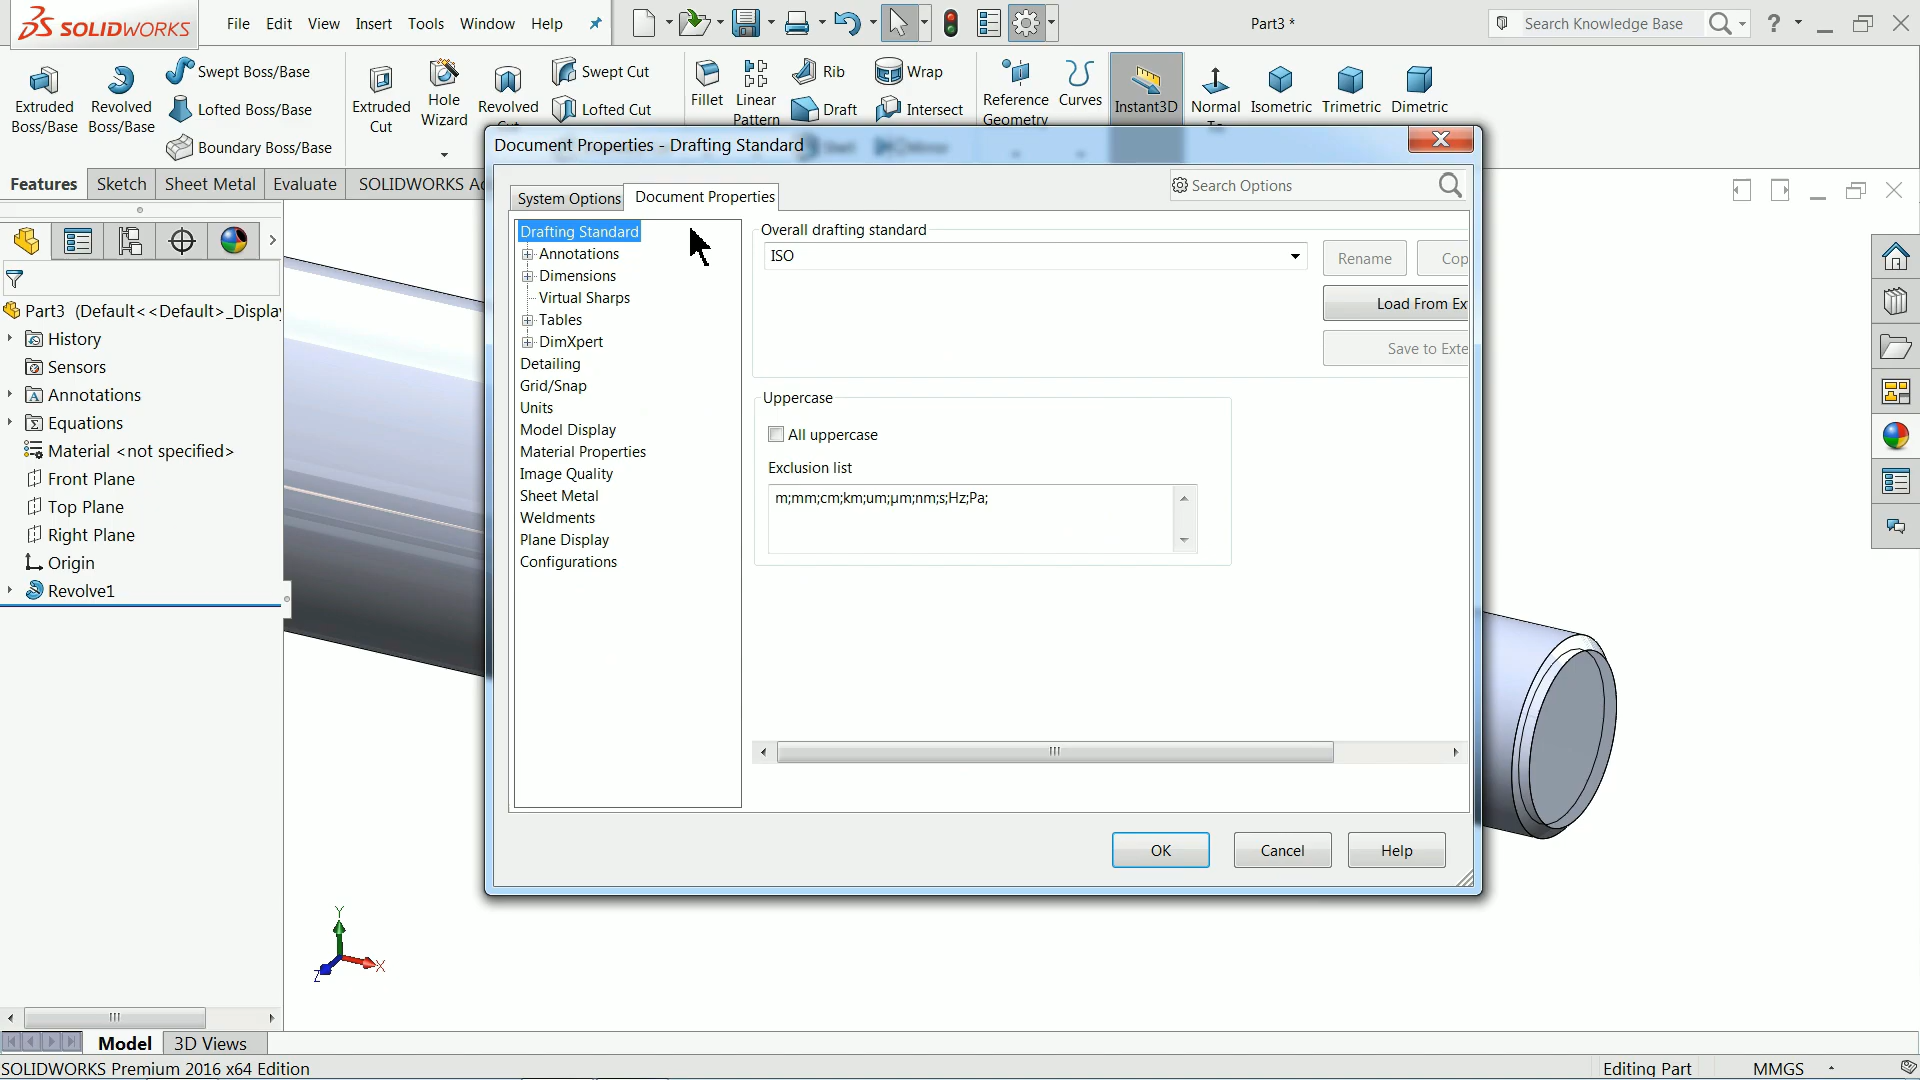 SOLIDWORKS
File Edit View Insert Tools Window Help
Part3 *
Search Knowledge Base
Extruded Boss/Base
Revolved Boss/Base
Swept Boss/Base
Lofted Boss/Base
Boundary Boss/Base
Extruded Cut
Hole Wizard
Revolved
Swept Cut
Lofted Cut
Fillet
Linear Pattern
Rib
Draft
Wrap
Intersect
Reference Geometry
Curves
Instant3D
Normal
Isometric
Trimetric
Dimetric
Features Sketch Sheet Metal Evaluate SOLIDWORKS
Part3 (Default<<Default>_Display
History
Sensors
Annotations
Equations
Material <not specified>
Front Plane
Top Plane
Right Plane
Origin
Revolve1
Document Properties - Drafting Standard
System Options Document Properties
Search Options
Drafting Standard
Annotations
Dimensions
Virtual Sharps
Tables
DimXpert
Detailing
Grid/Snap
Units
Model Display
Material Properties
Image Quality
Sheet Metal
Weldments
Plane Display
Configurations
Overall drafting standard
ISO
Rename
Cop
Load From Ex
Save to Exte
Uppercase
All uppercase
Exclusion list
m;mm;cm;km;um;µm;nm;s;Hz;Pa;
OK Cancel Help
Y
X
Z
Model 3D Views
SOLIDWORKS Premium 2016 x64 Edition
Editing Part
MMGS